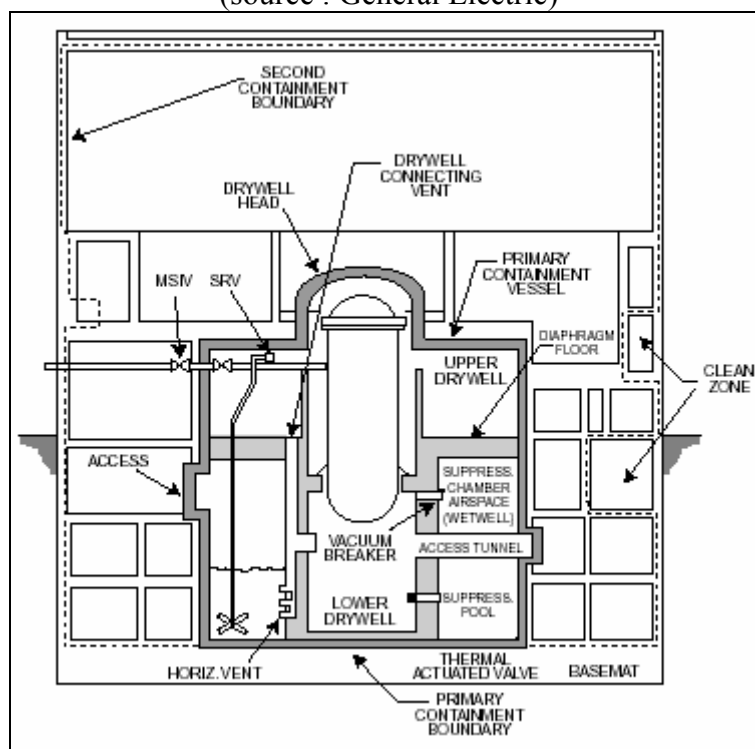 (source : General Electric)
SECOND
CONTAINMENT
BOUNDARY
DRYWELL
CONNECTING
VENT
DRYWELL
HEAD
MSIV
SRV
PRIMARY
CONTAINMENT
VESSEL
DIAPHRAGM
FLOOR
UPPER
DRYWELL
CLEAN
ZONE
ACCESS
SUPPRESS.
CHAMBER
AIRSPACE
(WETWELL)
VACUUM
BREAKER
ACCESS TUNNEL
LOWER
DRYWELL
SUPPRESS.
POOL
HORIZ. VENT
THERMAL
ACTUATED VALVE
BASEMAT
PRIMARY
CONTAINMENT
BOUNDARY